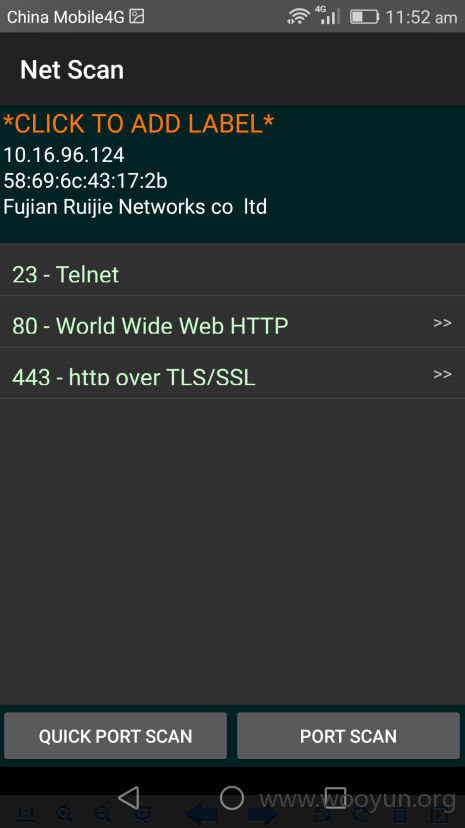 China Mobile4G
4G
11:52 am
Net Scan
*CLICK TO ADD LABEL*
10.16.96.124
58:69:6c:43:17:2b
Fujian Ruijie Networks co ltd
23 - Telnet
80 - World Wide Web HTTP >>
443 - http over TLS/SSL >>
QUICK PORT SCAN PORT SCAN
www.wooyun.org
1:1